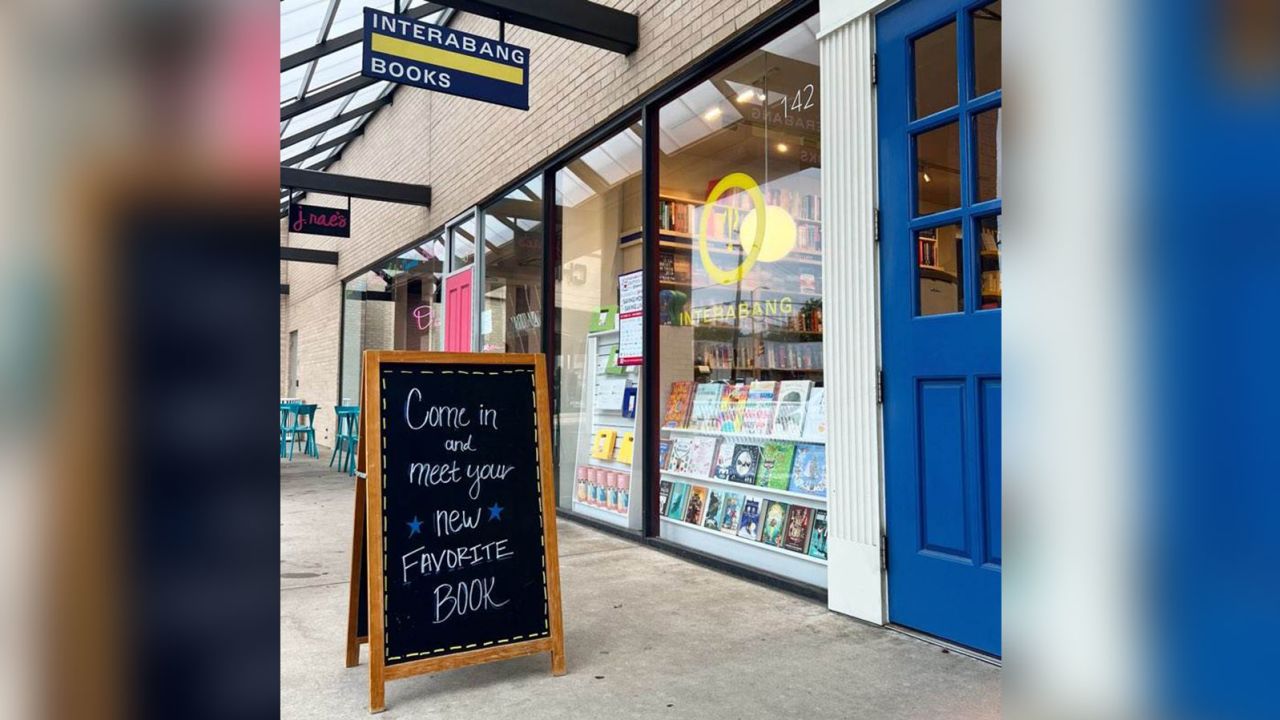 INTERABANG
BOOKS
j.rae's
142
INTERABANG
Come in
and
meet your
new
FAVORITE
BOOK